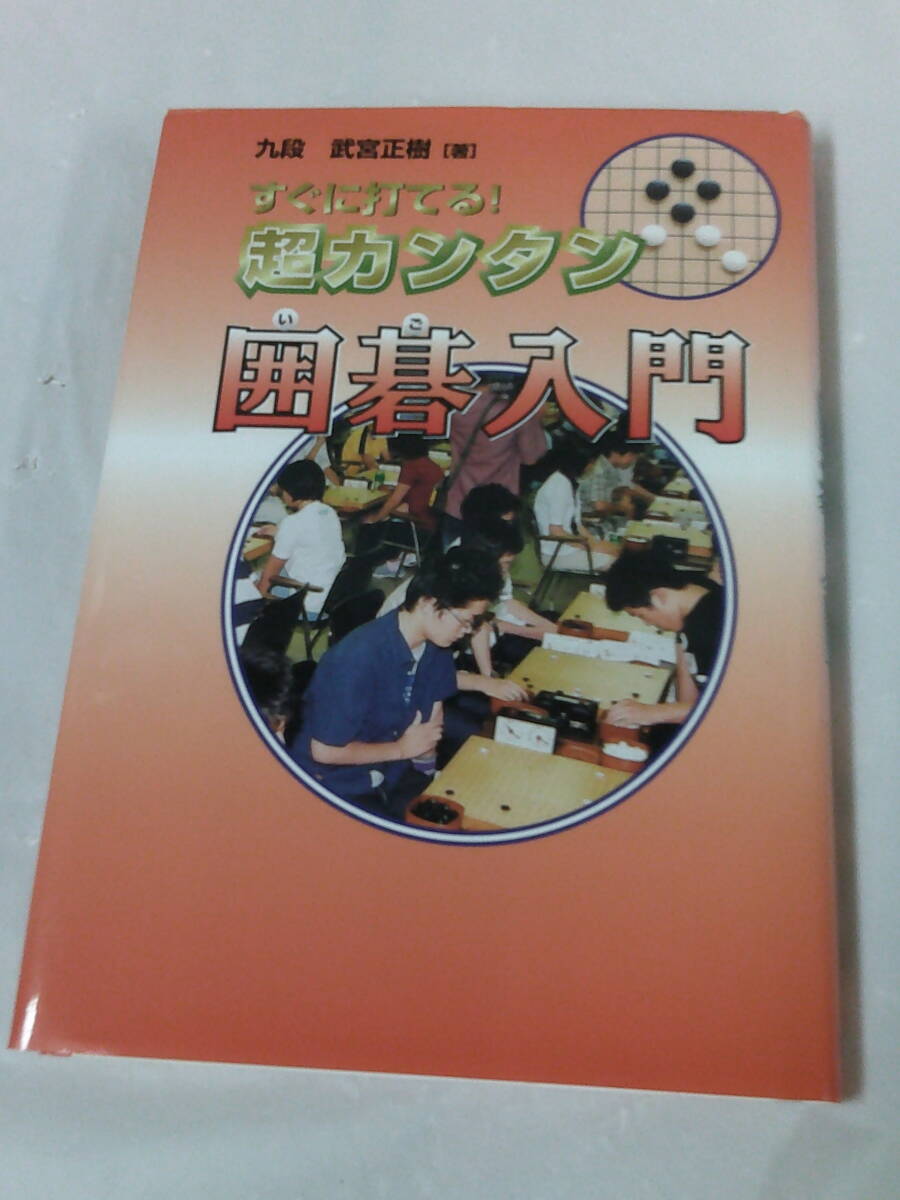 九段 武宮正樹 [著]
すぐに打てる!
超カンタン
いご
囲碁入門